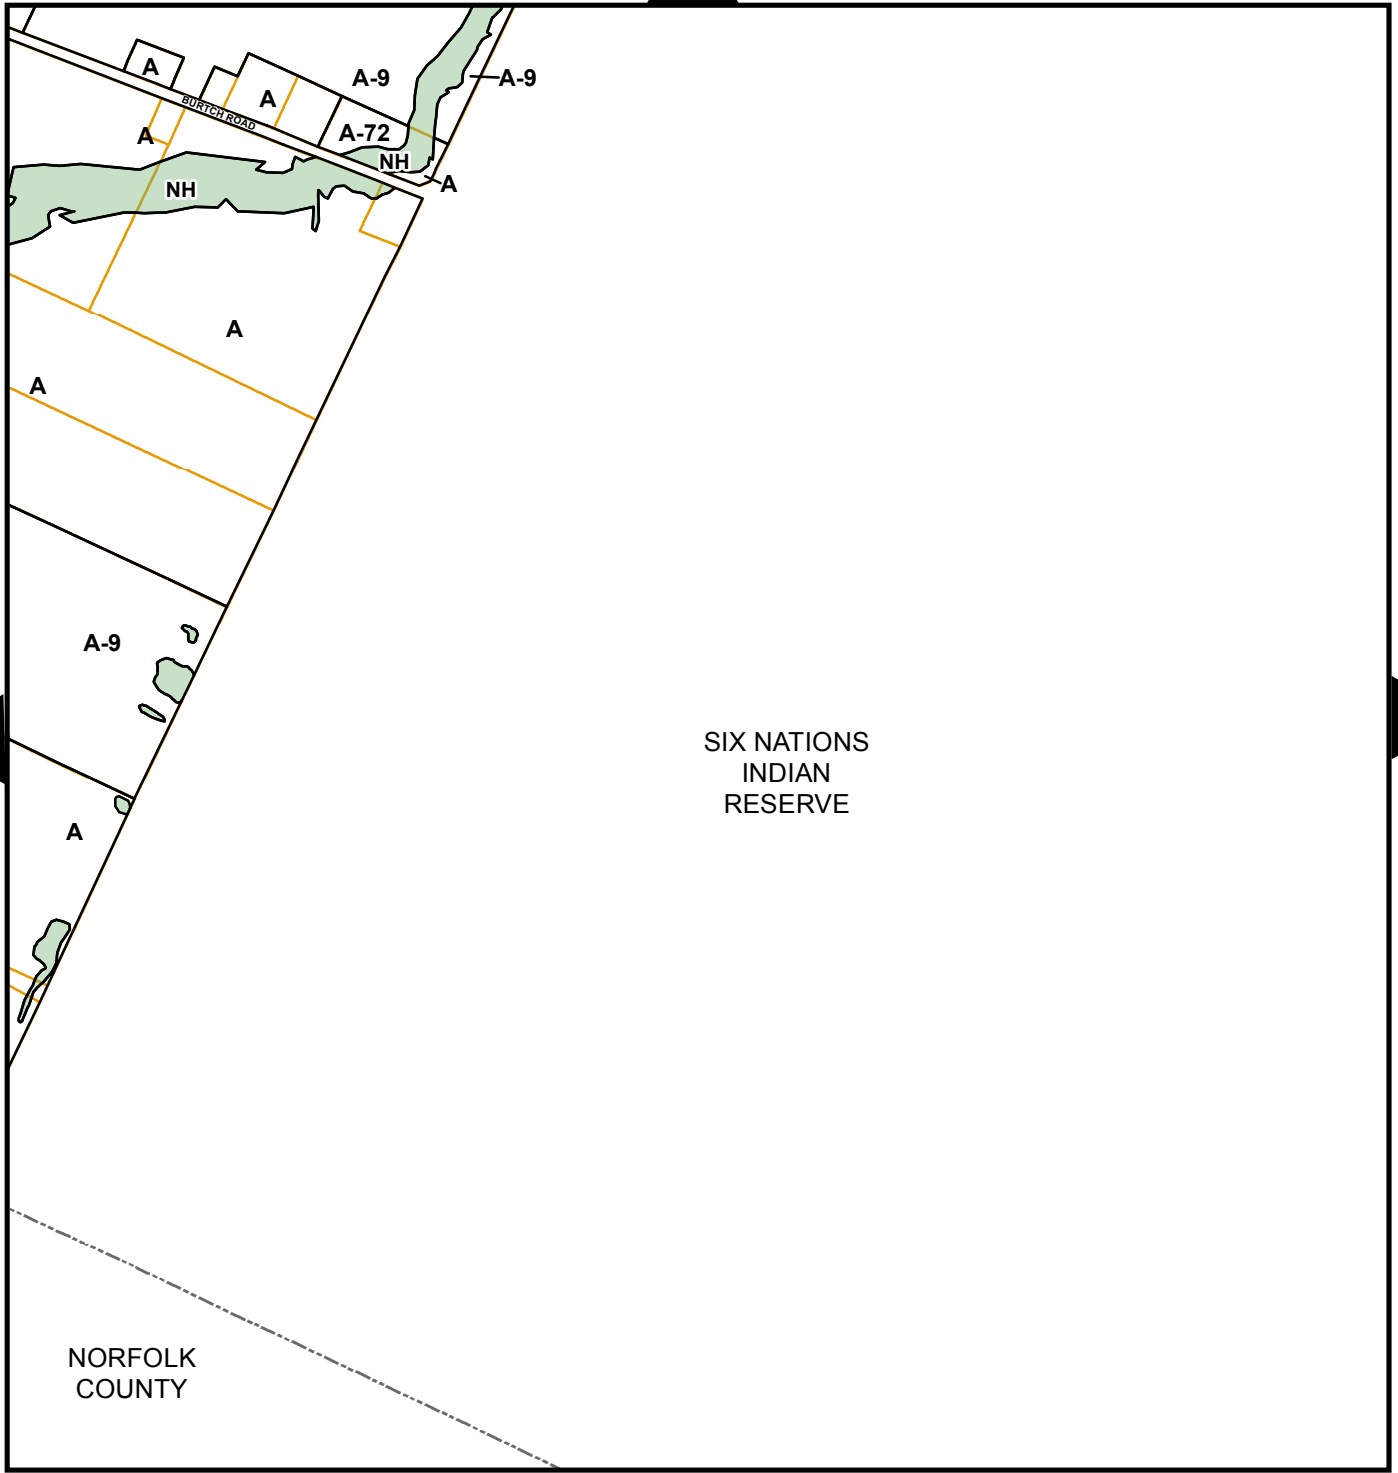 A
A-9
A-9
A
BURTCH ROAD
A-72
A
NH
A
NH
A
A
A-9
SIX NATIONS
INDIAN
RESERVE
A
NORFOLK
COUNTY